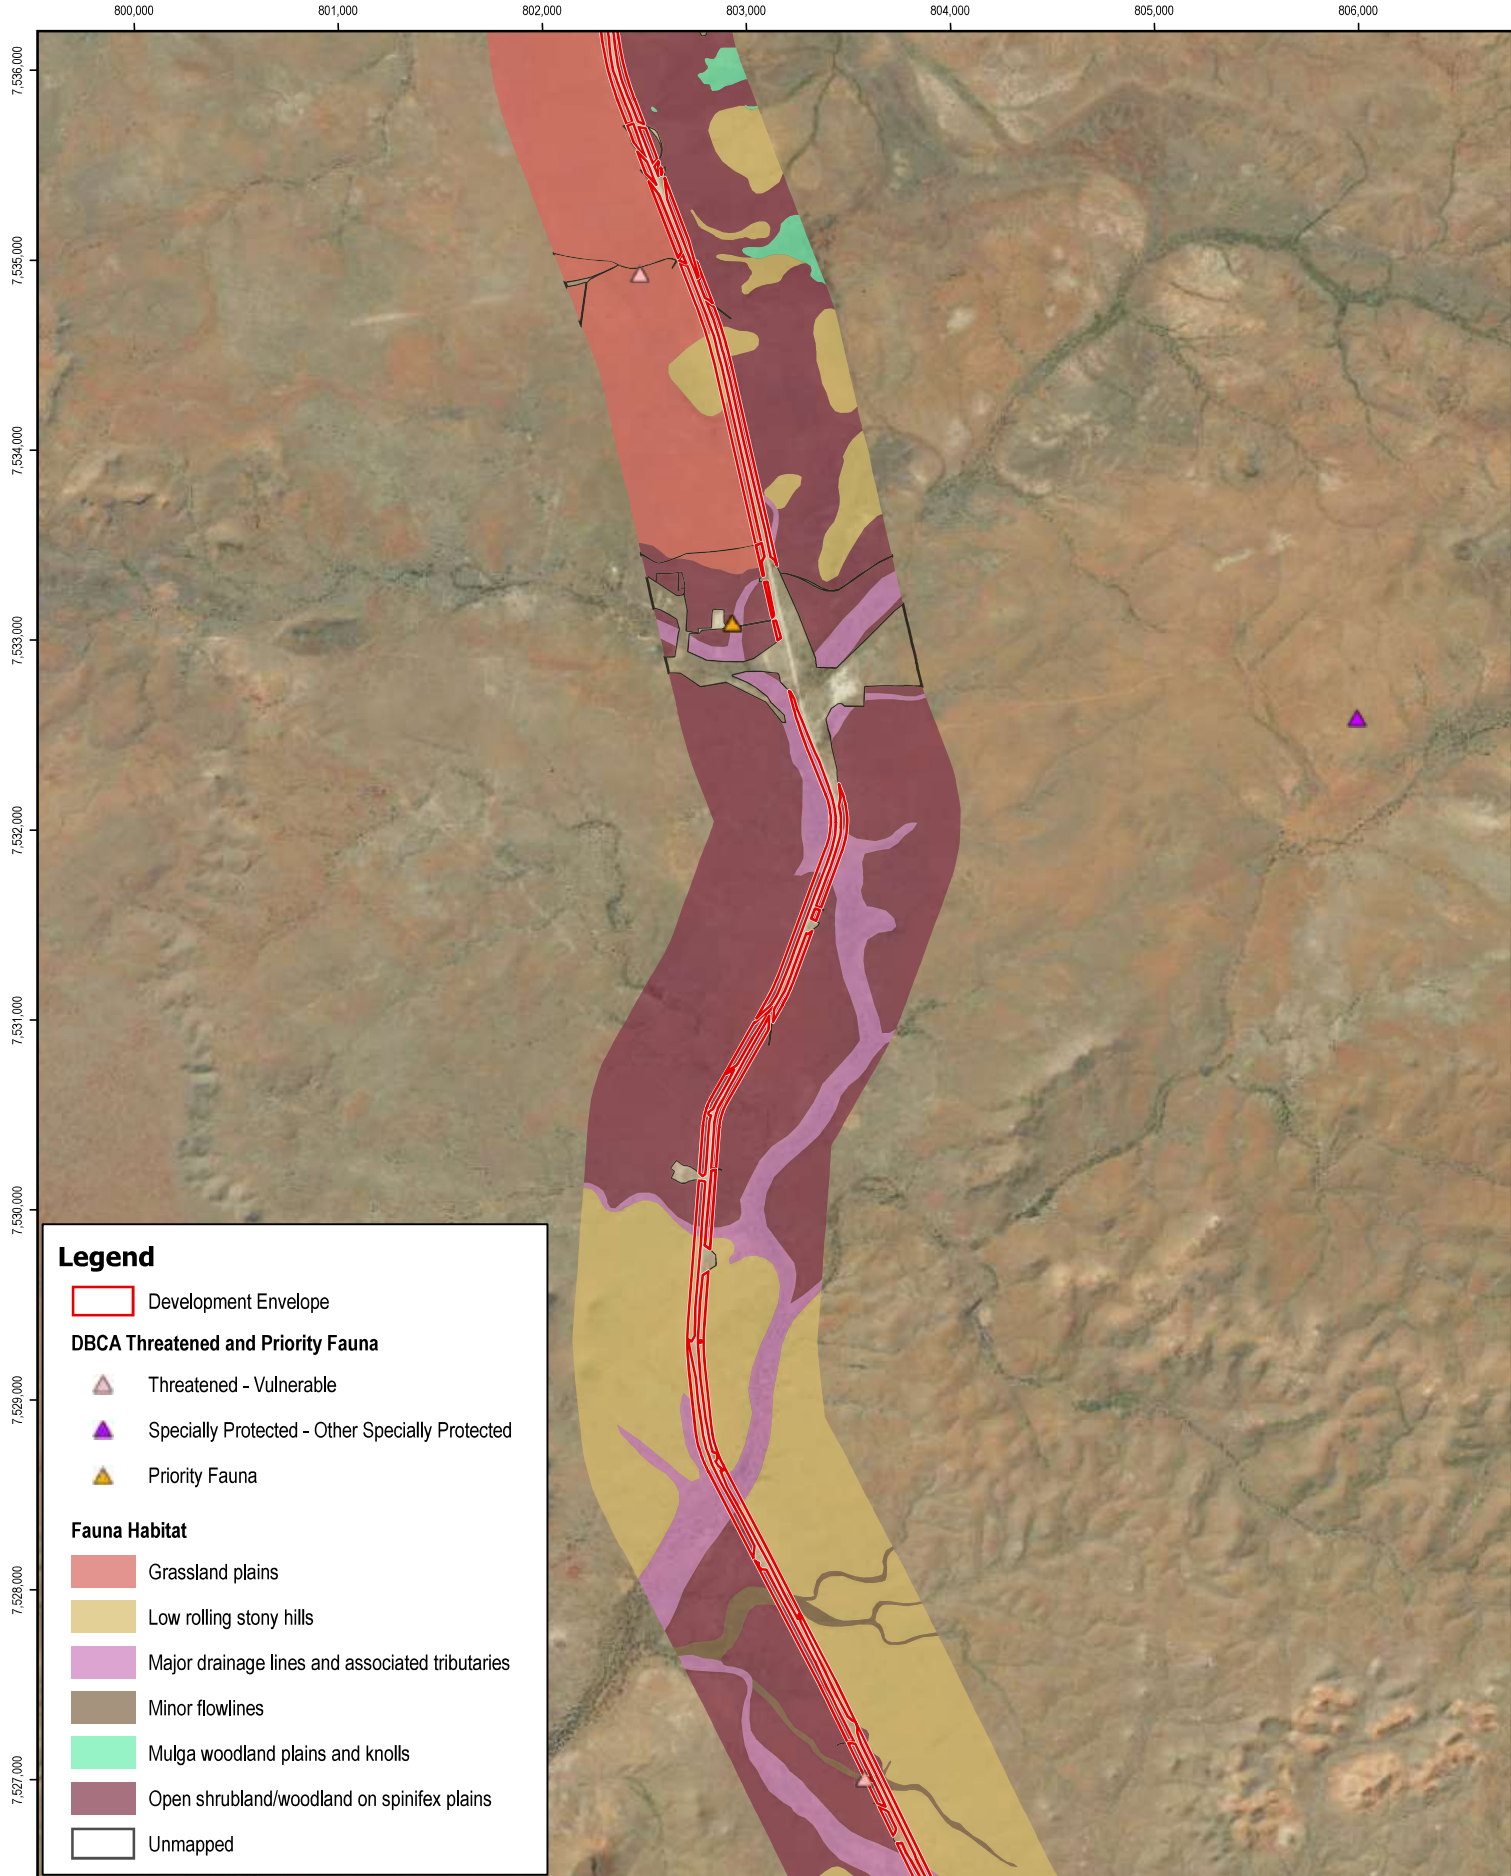 800,000 801,000 802,000 803,000 804,000 805,000 806,000
7,536,000
7,535,000
7,534,000
7,533,000
7,532,000
7,531,000
7,530,000
7,529,000
7,528,000
7,527,000
Legend
Development Envelope
DBCA Threatened and Priority Fauna
Threatened - Vulnerable
Specially Protected - Other Specially Protected
Priority Fauna
Fauna Habitat
Grassland plains
Low rolling stony hills
Major drainage lines and associated tributaries
Minor flowlines
Mulga woodland plains and knolls
Open shrubland/woodland on spinifex plains
Unmapped